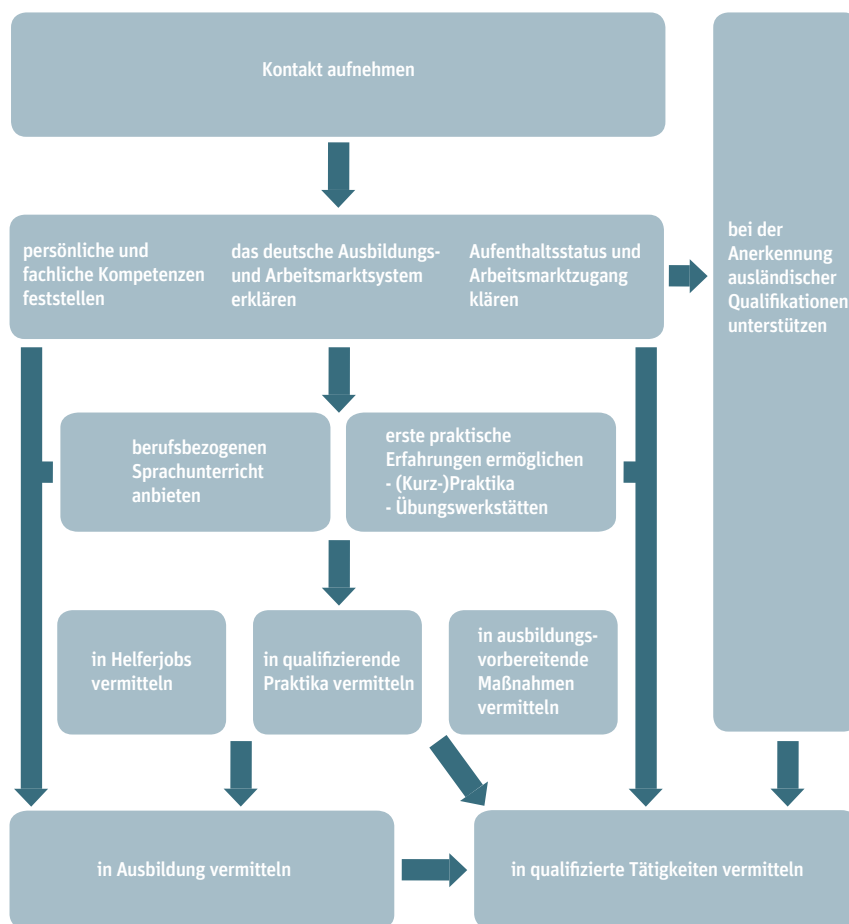 Kontakt aufnehmen
persönliche und
fachliche Kompetenzen
feststellen
das deutsche Ausbildungs-
und Arbeitsmarktsystem
erklären
Aufenthaltsstatus und
Arbeitsmarktzugang
klären
bei der
Anerkennung
ausländischer
Qualifikationen
unterstützen
berufsbezogenen
Sprachunterricht
anbieten
erste praktische
Erfahrungen ermöglichen
- (Kurz-)Praktika
- Übungswerkstätten
in Helferjobs
vermitteln
in qualifizierende
Praktika vermitteln
in ausbildungs-
vorbereitende
Maßnahmen
vermitteln
in Ausbildung vermitteln
in qualifizierte Tätigkeiten vermitteln